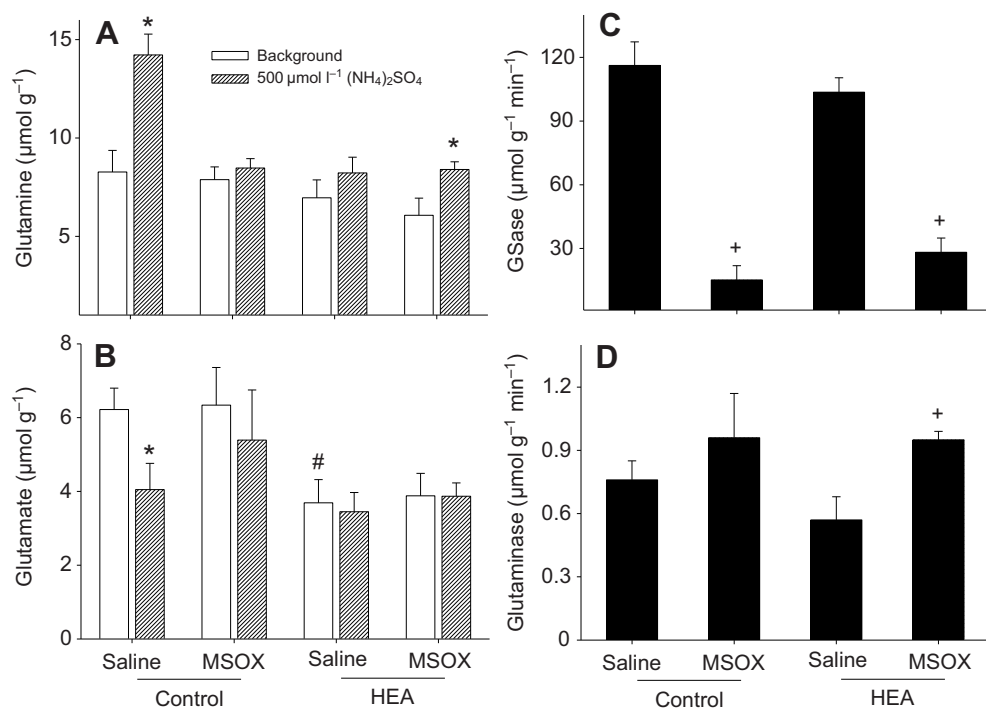 A
Glutamine (µmol g⁻¹)
15
10
5
*
*
Background
500 µmol l⁻¹ (NH₄)₂SO₄
B
Glutamate (µmol g⁻¹)
8
6
4
2
0
*
#
Saline MSOX Saline MSOX
Control HEA
C
GSase (µmol g⁻¹ min⁻¹)
120
90
60
30
+
+
D
Glutaminase (µmol g⁻¹ min⁻¹)
1.2
0.9
0.6
0.3
0
+
Saline MSOX Saline MSOX
Control HEA